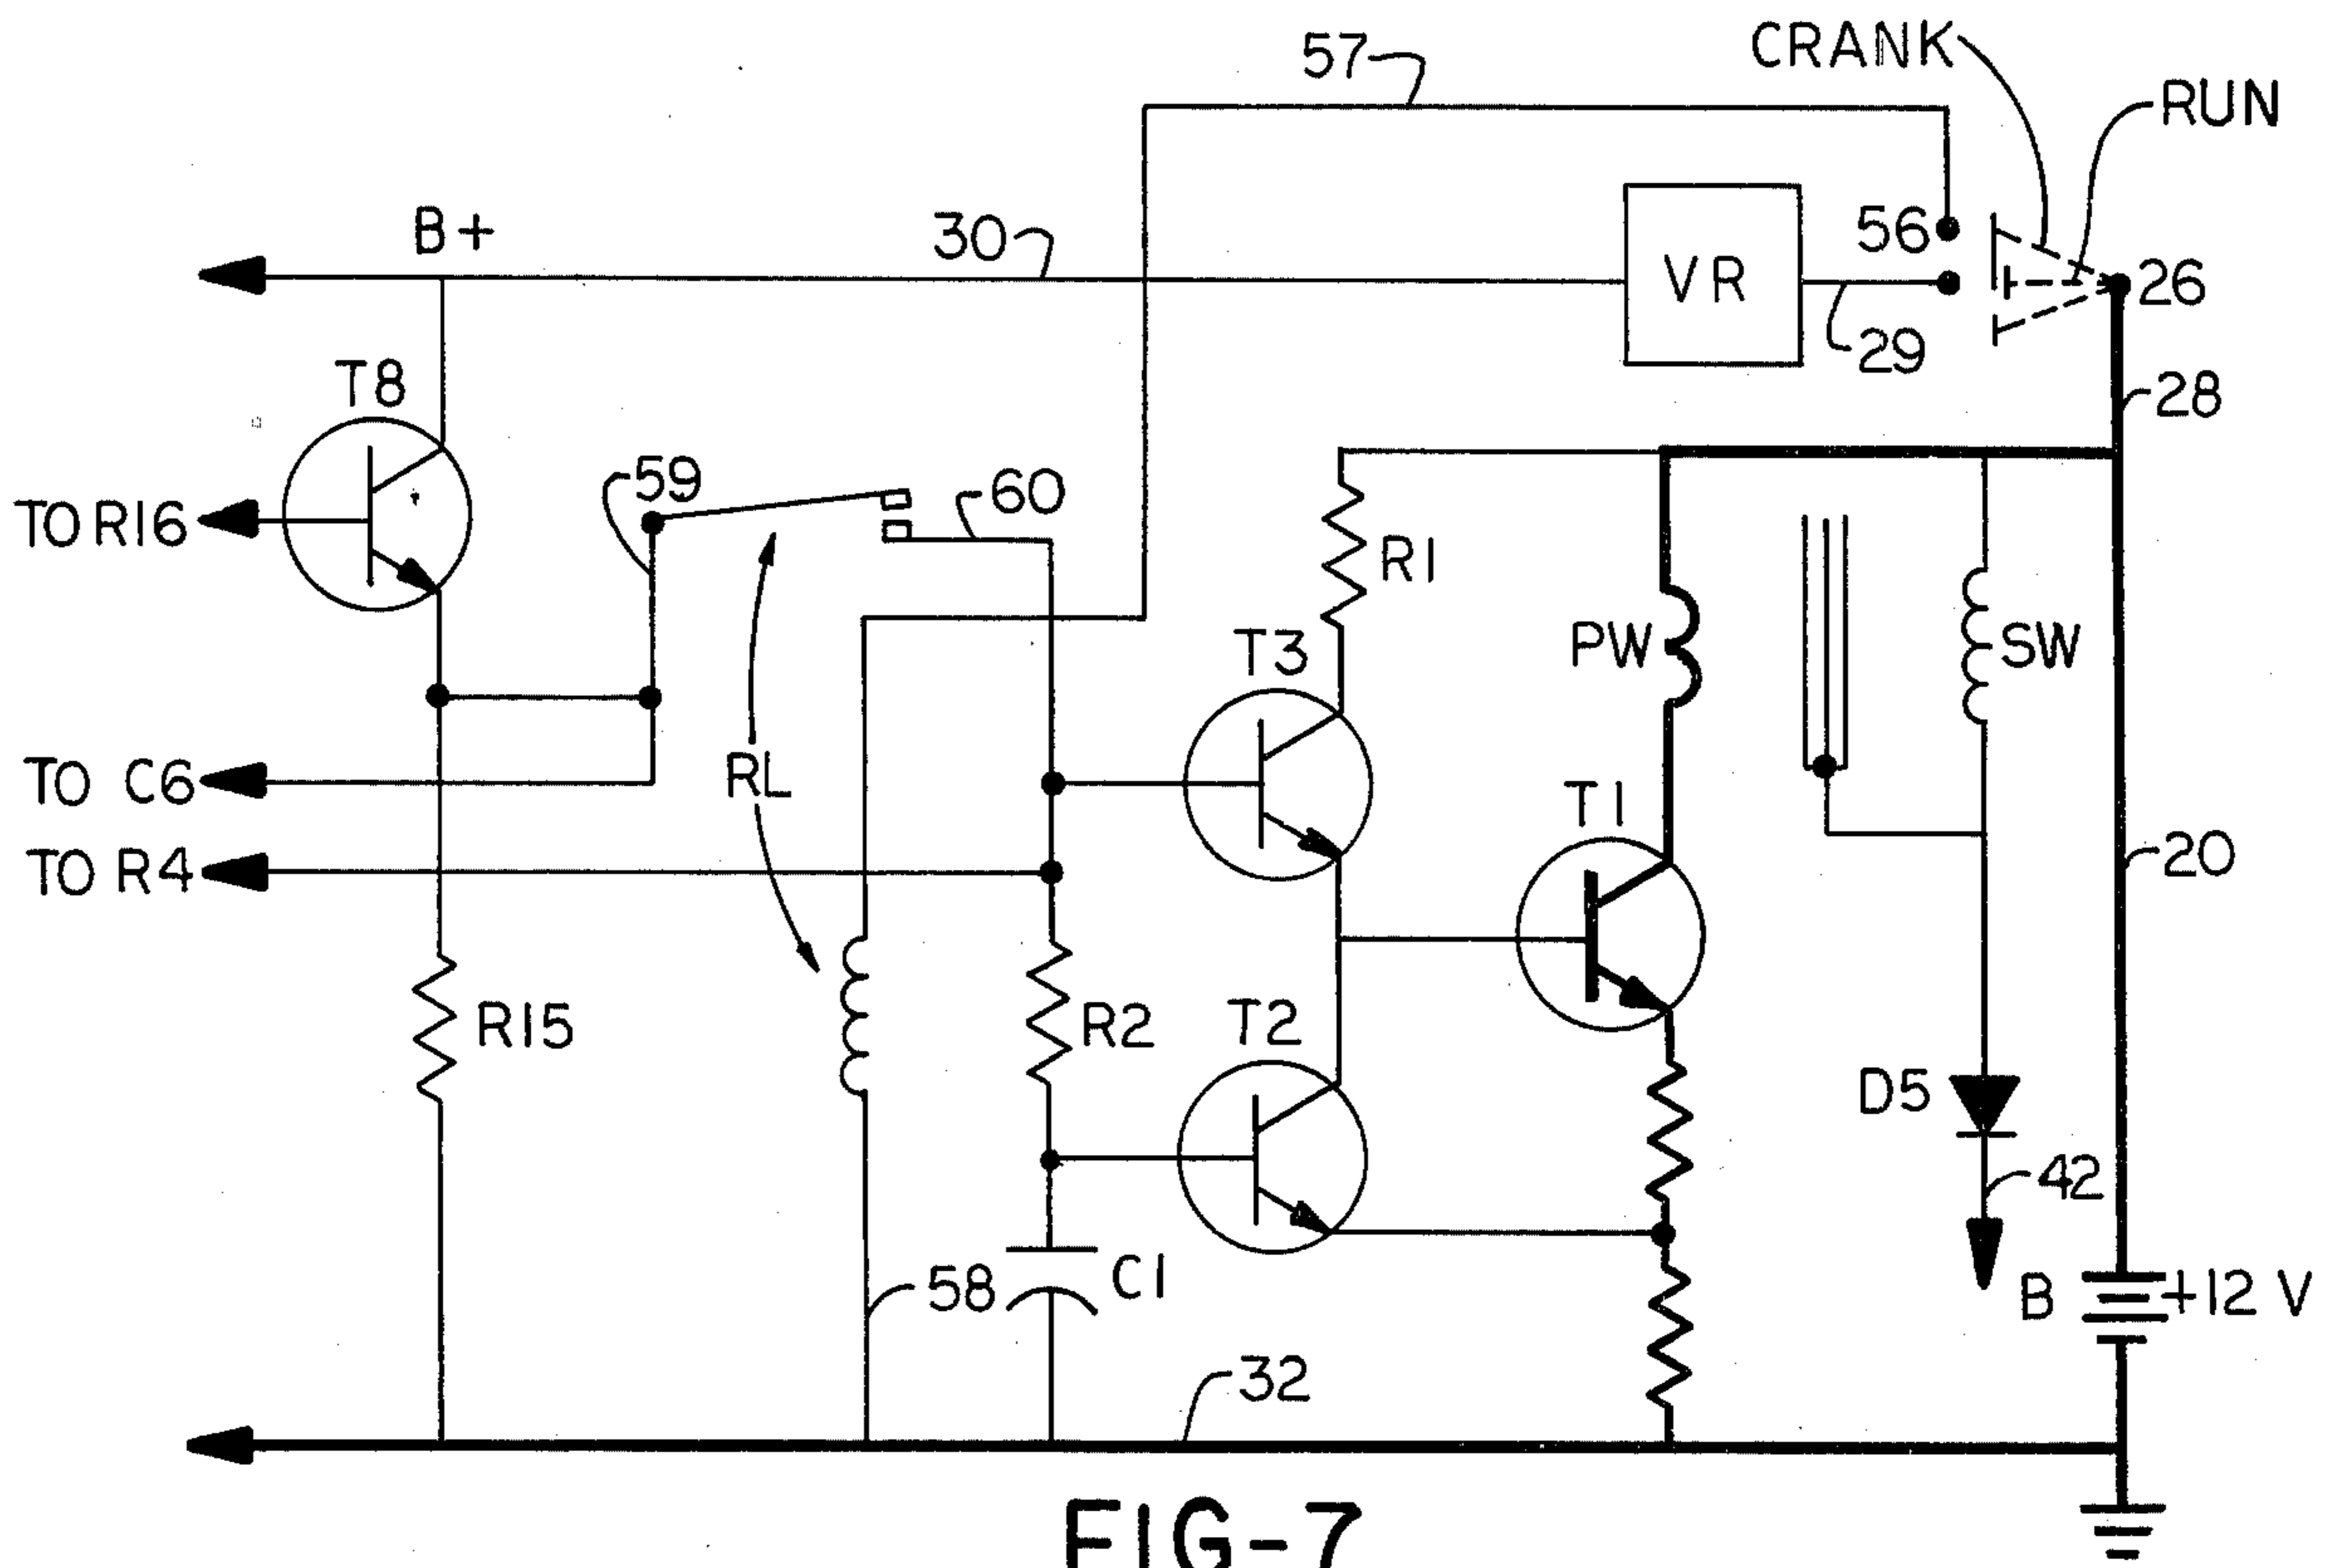 57
CRANK
RUN
B+
30
VR
56
26
29
28
T8
TO R16
59
60
R1
PW
SW
T3
TO C6
RL
T1
TO R4
20
R15
R2
T2
D5
42
58
C1
B
+12 V
32
FIG-7